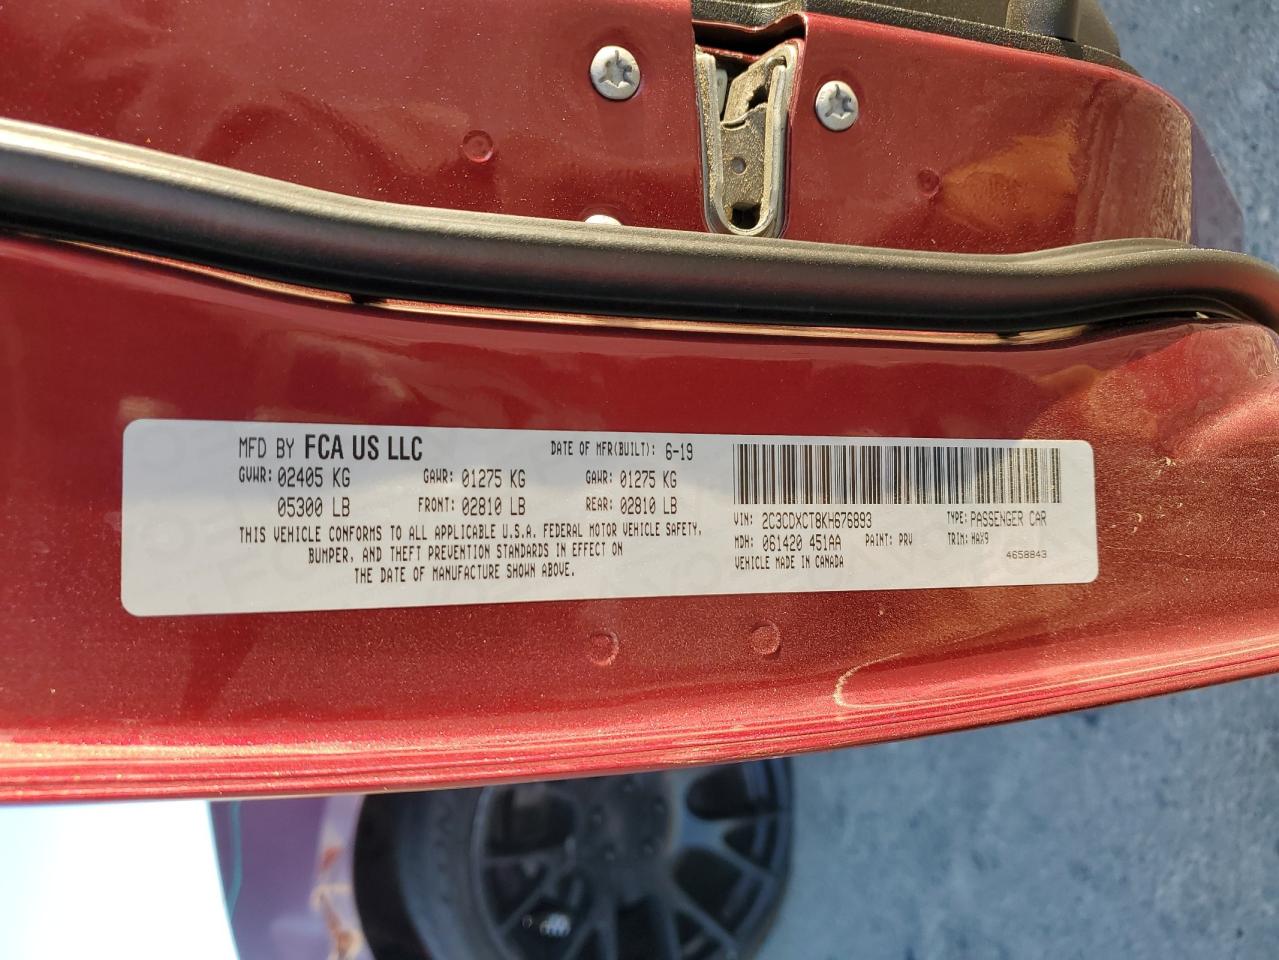 MFD BY FCA US LLC DATE OF MFR(BUILT): 6-19
GVWR: 02405 KG GAWR: 01275 KG GAWR: 01275 KG
05300 LB FRONT: 02810 LB REAR: 02810 LB
THIS VEHICLE CONFORMS TO ALL APPLICABLE U.S.A. FEDERAL MOTOR VEHICLE SAFETY,
BUMPER, AND THEFT PREVENTION STANDARDS IN EFFECT ON
THE DATE OF MANUFACTURE SHOWN ABOVE.
VIN: 2C3CDXCT8KH676893 TYPE: PASSENGER CAR
MDH: 061420 451AA PAINT: PRV TRIM: HAX9
VEHICLE MADE IN CANADA 4658843